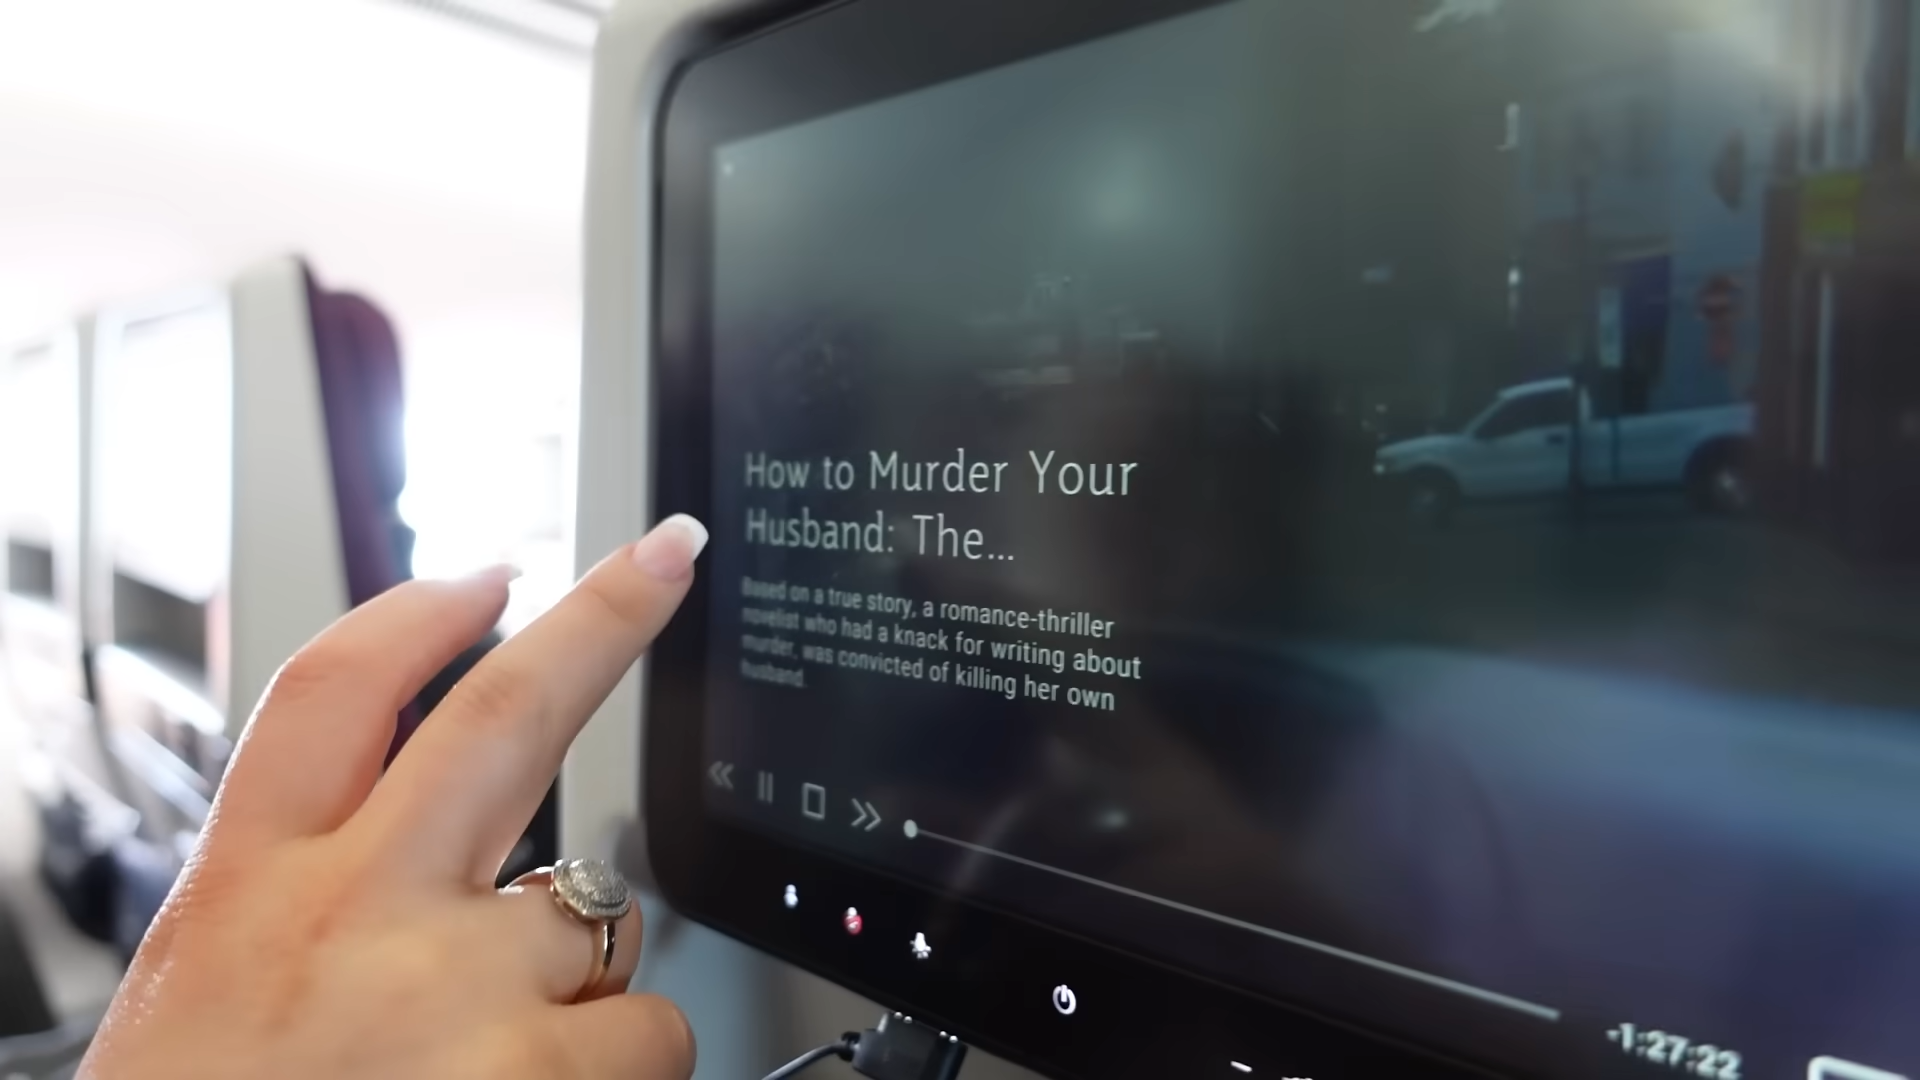 How to Murder Your
Husband: The...
Based on a true story, a romance-thriller
novelist who had a knack for writing about
murder, was convicted of killing her own
husband.
-1:27:22